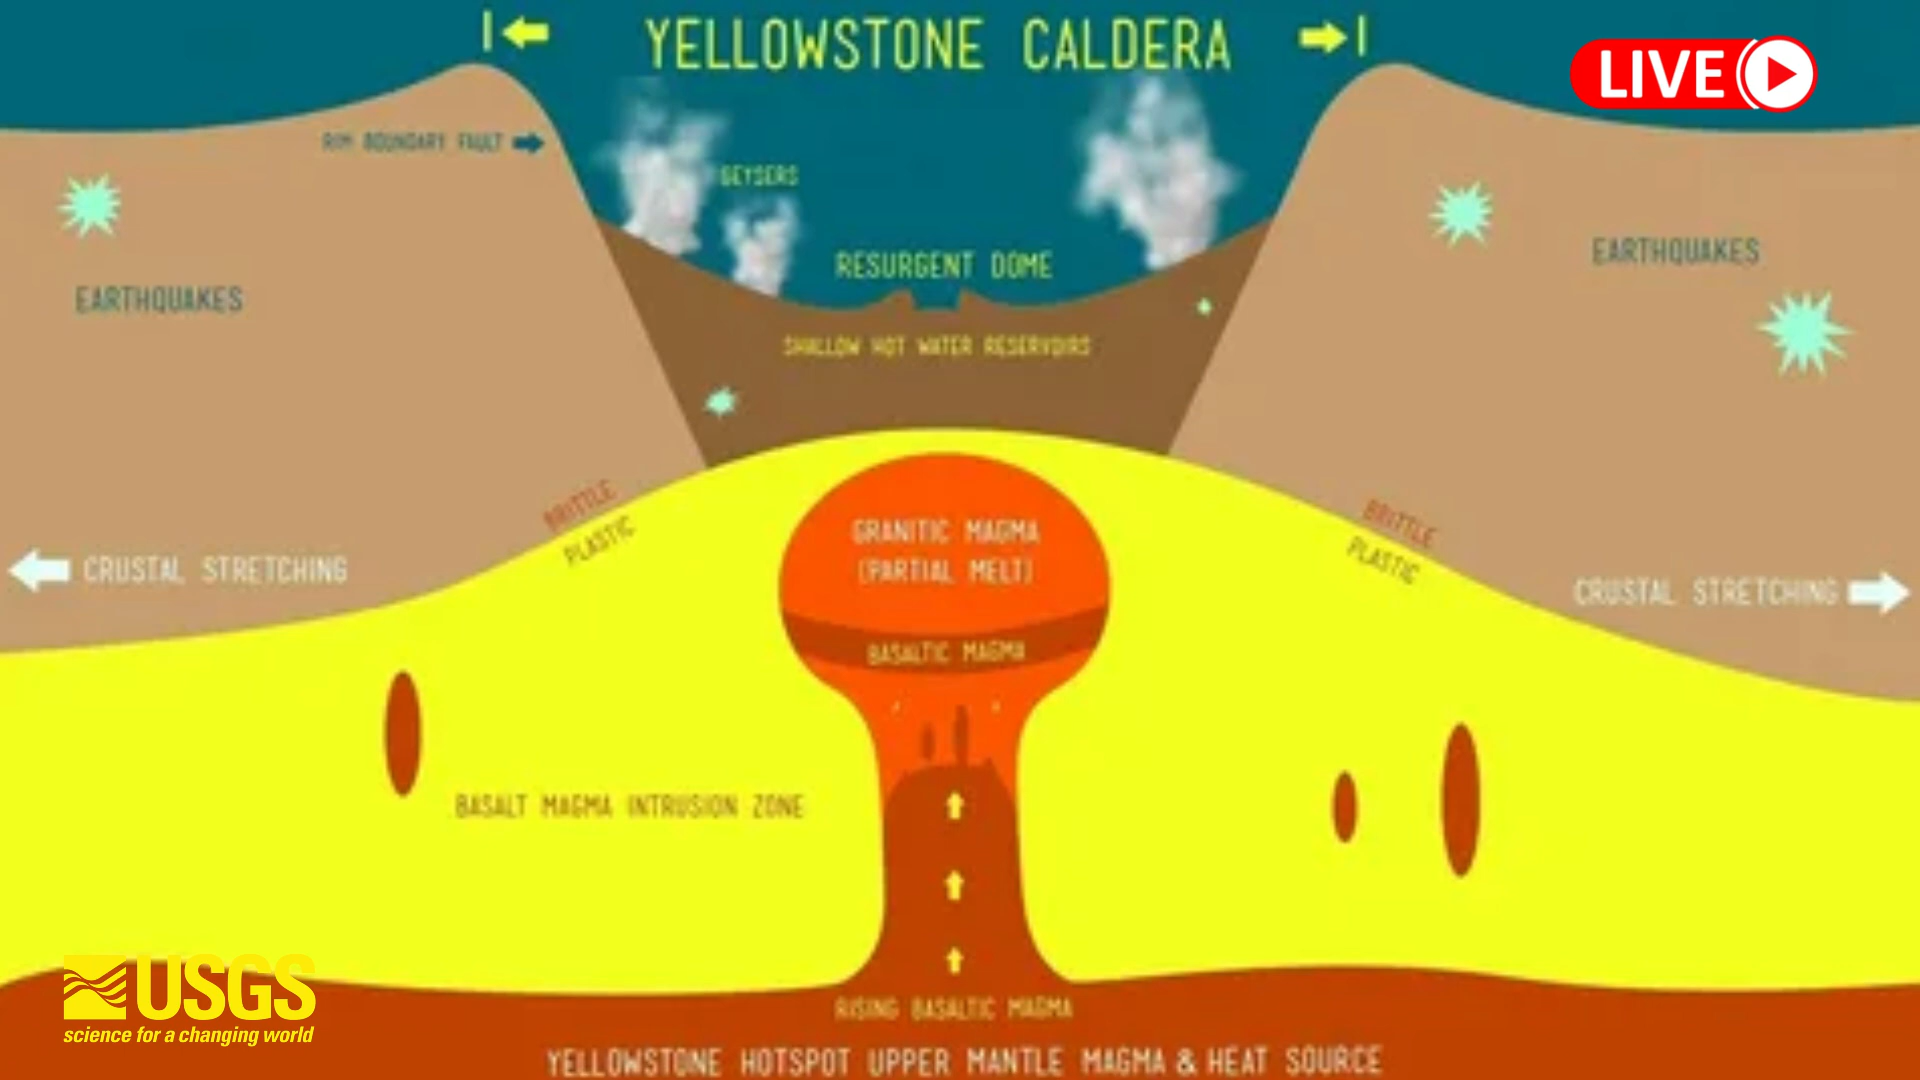 YELLOWSTONE CALDERA
LIVE
RIM BOUNDARY FAULT
GEYSERS
EARTHQUAKES
RESURGENT DOME
EARTHQUAKES
SHALLOW HOT WATER RESERVOIRS
BRITTLE
PLASTIC
GRANITIC MAGMA
(PARTIAL MELT)
BRITTLE
PLASTIC
CRUSTAL STRETCHING
CRUSTAL STRETCHING
BASALTIC MAGMA
BASALT MAGMA INTRUSION ZONE
USGS
science for a changing world
RISING BASALTIC MAGMA
YELLOWSTONE HOTSPOT UPPER MANTLE MAGMA & HEAT SOURCE